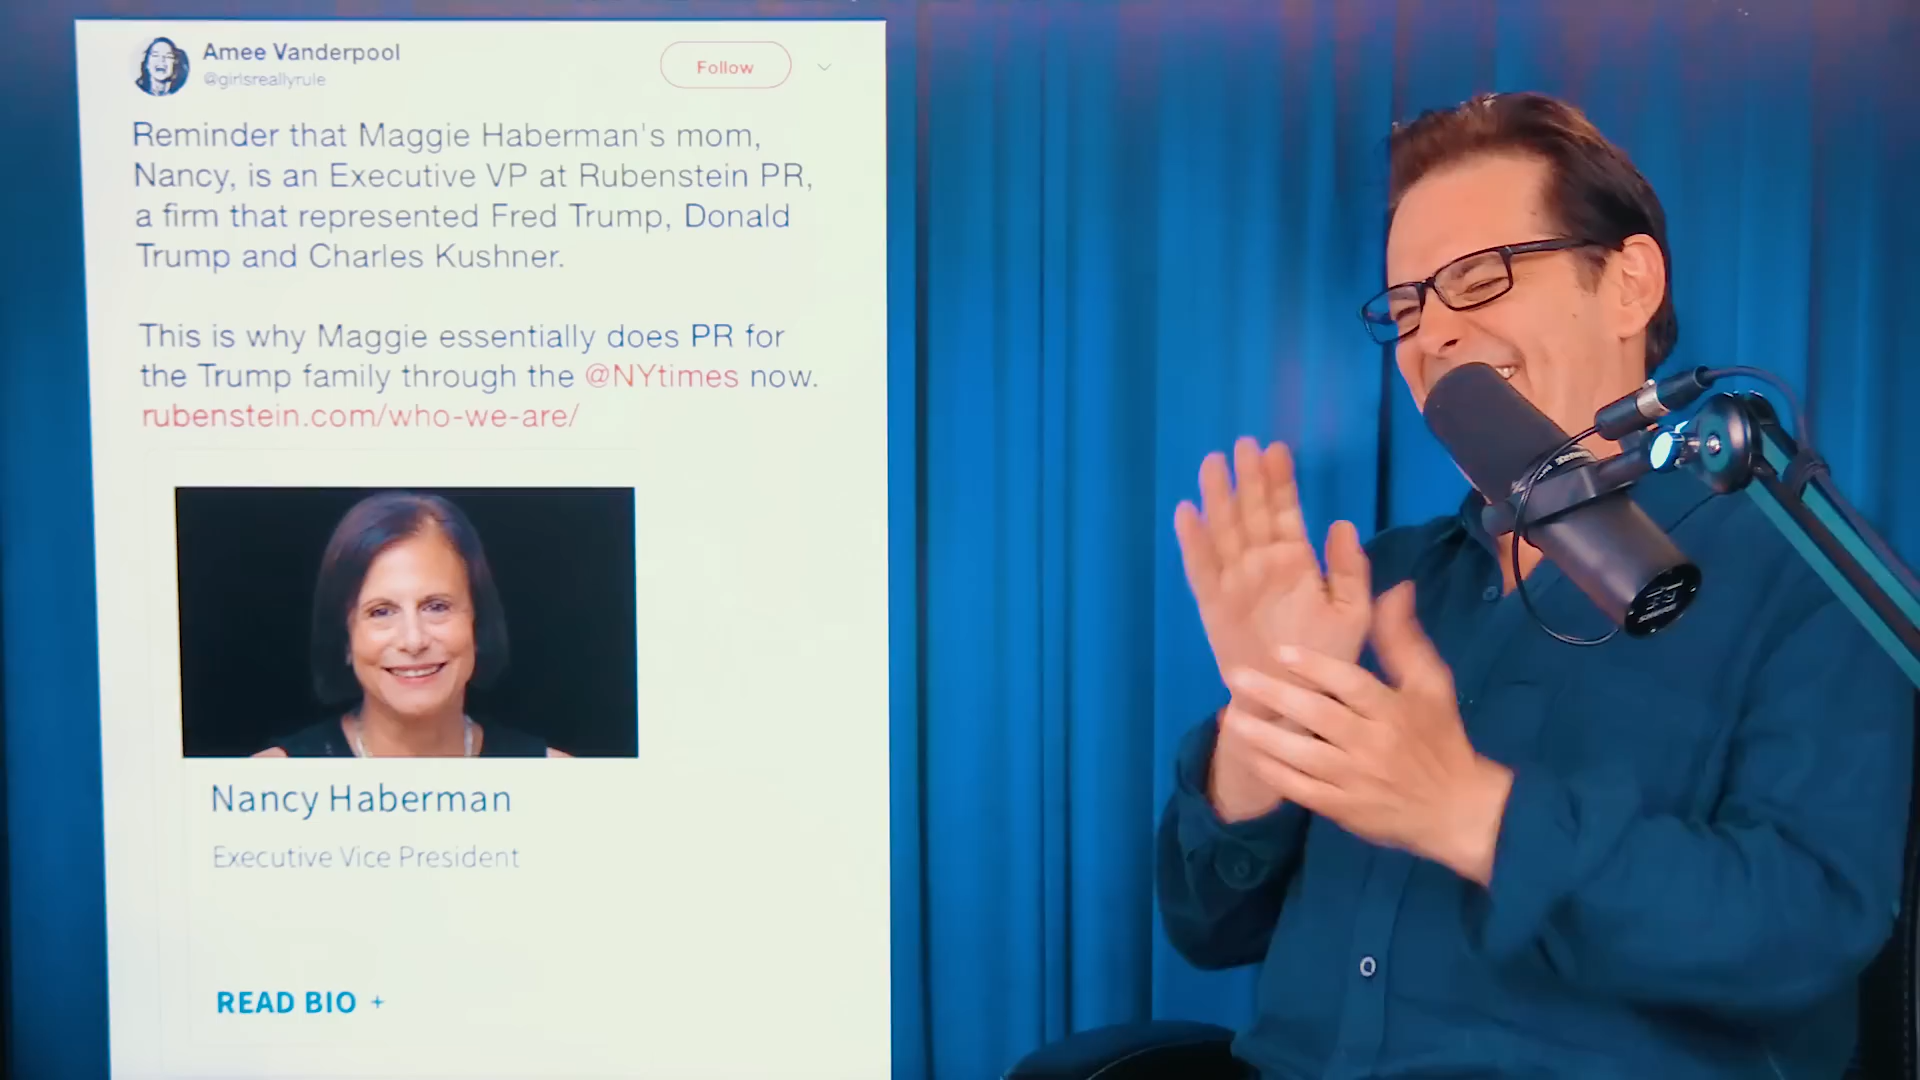 Amee Vanderpool
@girlsreallyrule
Follow
Reminder that Maggie Haberman's mom,
Nancy, is an Executive VP at Rubenstein PR,
a firm that represented Fred Trump, Donald
Trump and Charles Kushner.
This is why Maggie essentially does PR for
the Trump family through the @NYtimes now.
rubenstein.com/who-we-are/
Nancy Haberman
Executive Vice President
READ BIO +